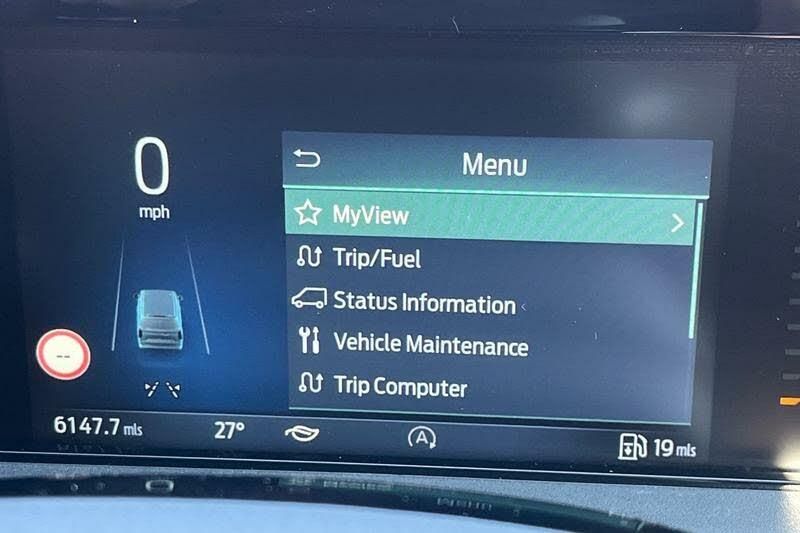 0
mph
Menu
MyView
Trip/Fuel
Status Information
Vehicle Maintenance
Trip Computer
--
6147.7 mls
27°
A
19 mls